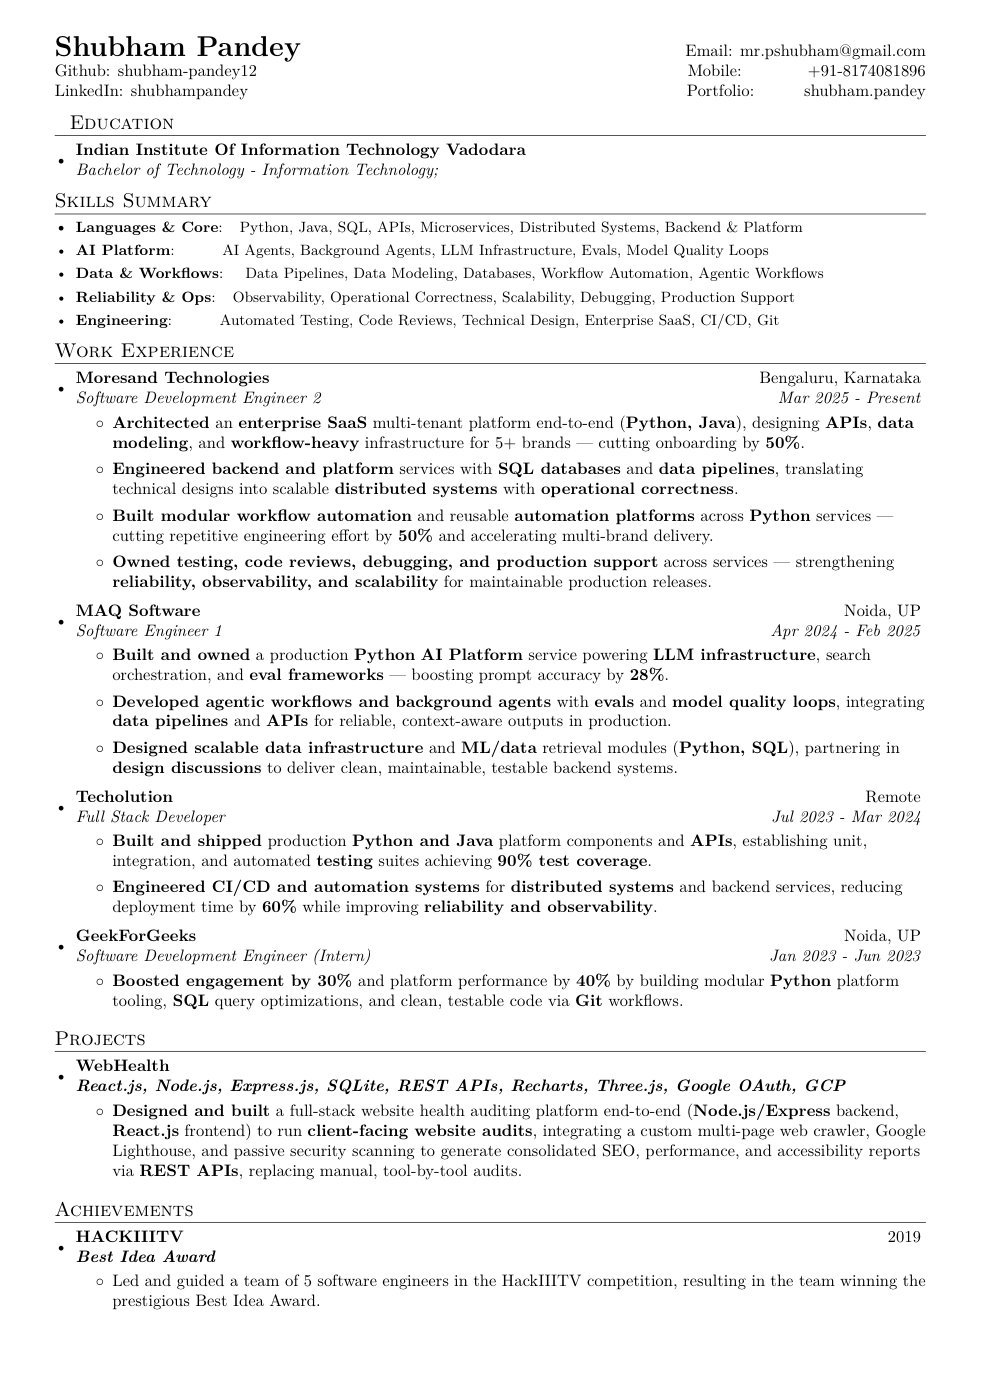 Shubham Pandey
Github: shubham-pandey12
LinkedIn: shubhampandey
Email: mr.pshubham@gmail.com
Mobile: +91-8174081896
Portfolio: shubham.pandey
Education
• Indian Institute Of Information Technology Vadodara
Bachelor of Technology - Information Technology;
Skills Summary
• Languages & Core: Python, Java, SQL, APIs, Microservices, Distributed Systems, Backend & Platform
• AI Platform: AI Agents, Background Agents, LLM Infrastructure, Evals, Model Quality Loops
• Data & Workflows: Data Pipelines, Data Modeling, Databases, Workflow Automation, Agentic Workflows
• Reliability & Ops: Observability, Operational Correctness, Scalability, Debugging, Production Support
• Engineering: Automated Testing, Code Reviews, Technical Design, Enterprise SaaS, CI/CD, Git
Work Experience
• Moresand Technologies Bengaluru, Karnataka
Software Development Engineer 2 Mar 2025 - Present
◦ Architected an enterprise SaaS multi-tenant platform end-to-end (Python, Java), designing APIs, data
modeling, and workflow-heavy infrastructure for 5+ brands — cutting onboarding by 50%.
◦ Engineered backend and platform services with SQL databases and data pipelines, translating
technical designs into scalable distributed systems with operational correctness.
◦ Built modular workflow automation and reusable automation platforms across Python services —
cutting repetitive engineering effort by 50% and accelerating multi-brand delivery.
◦ Owned testing, code reviews, debugging, and production support across services — strengthening
reliability, observability, and scalability for maintainable production releases.
• MAQ Software Noida, UP
Software Engineer 1 Apr 2024 - Feb 2025
◦ Built and owned a production Python AI Platform service powering LLM infrastructure, search
orchestration, and eval frameworks — boosting prompt accuracy by 28%.
◦ Developed agentic workflows and background agents with evals and model quality loops, integrating
data pipelines and APIs for reliable, context-aware outputs in production.
◦ Designed scalable data infrastructure and ML/data retrieval modules (Python, SQL), partnering in
design discussions to deliver clean, maintainable, testable backend systems.
• Techolution Remote
Full Stack Developer Jul 2023 - Mar 2024
◦ Built and shipped production Python and Java platform components and APIs, establishing unit,
integration, and automated testing suites achieving 90% test coverage.
◦ Engineered CI/CD and automation systems for distributed systems and backend services, reducing
deployment time by 60% while improving reliability and observability.
• GeekForGeeks Noida, UP
Software Development Engineer (Intern) Jan 2023 - Jun 2023
◦ Boosted engagement by 30% and platform performance by 40% by building modular Python platform
tooling, SQL query optimizations, and clean, testable code via Git workflows.
Projects
• WebHealth
React.js, Node.js, Express.js, SQLite, REST APIs, Recharts, Three.js, Google OAuth, GCP
◦ Designed and built a full-stack website health auditing platform end-to-end (Node.js/Express backend,
React.js frontend) to run client-facing website audits, integrating a custom multi-page web crawler, Google
Lighthouse, and passive security scanning to generate consolidated SEO, performance, and accessibility reports
via REST APIs, replacing manual, tool-by-tool audits.
Achievements
• HACKIIITV 2019
Best Idea Award
◦ Led and guided a team of 5 software engineers in the HackIIITV competition, resulting in the team winning the
prestigious Best Idea Award.